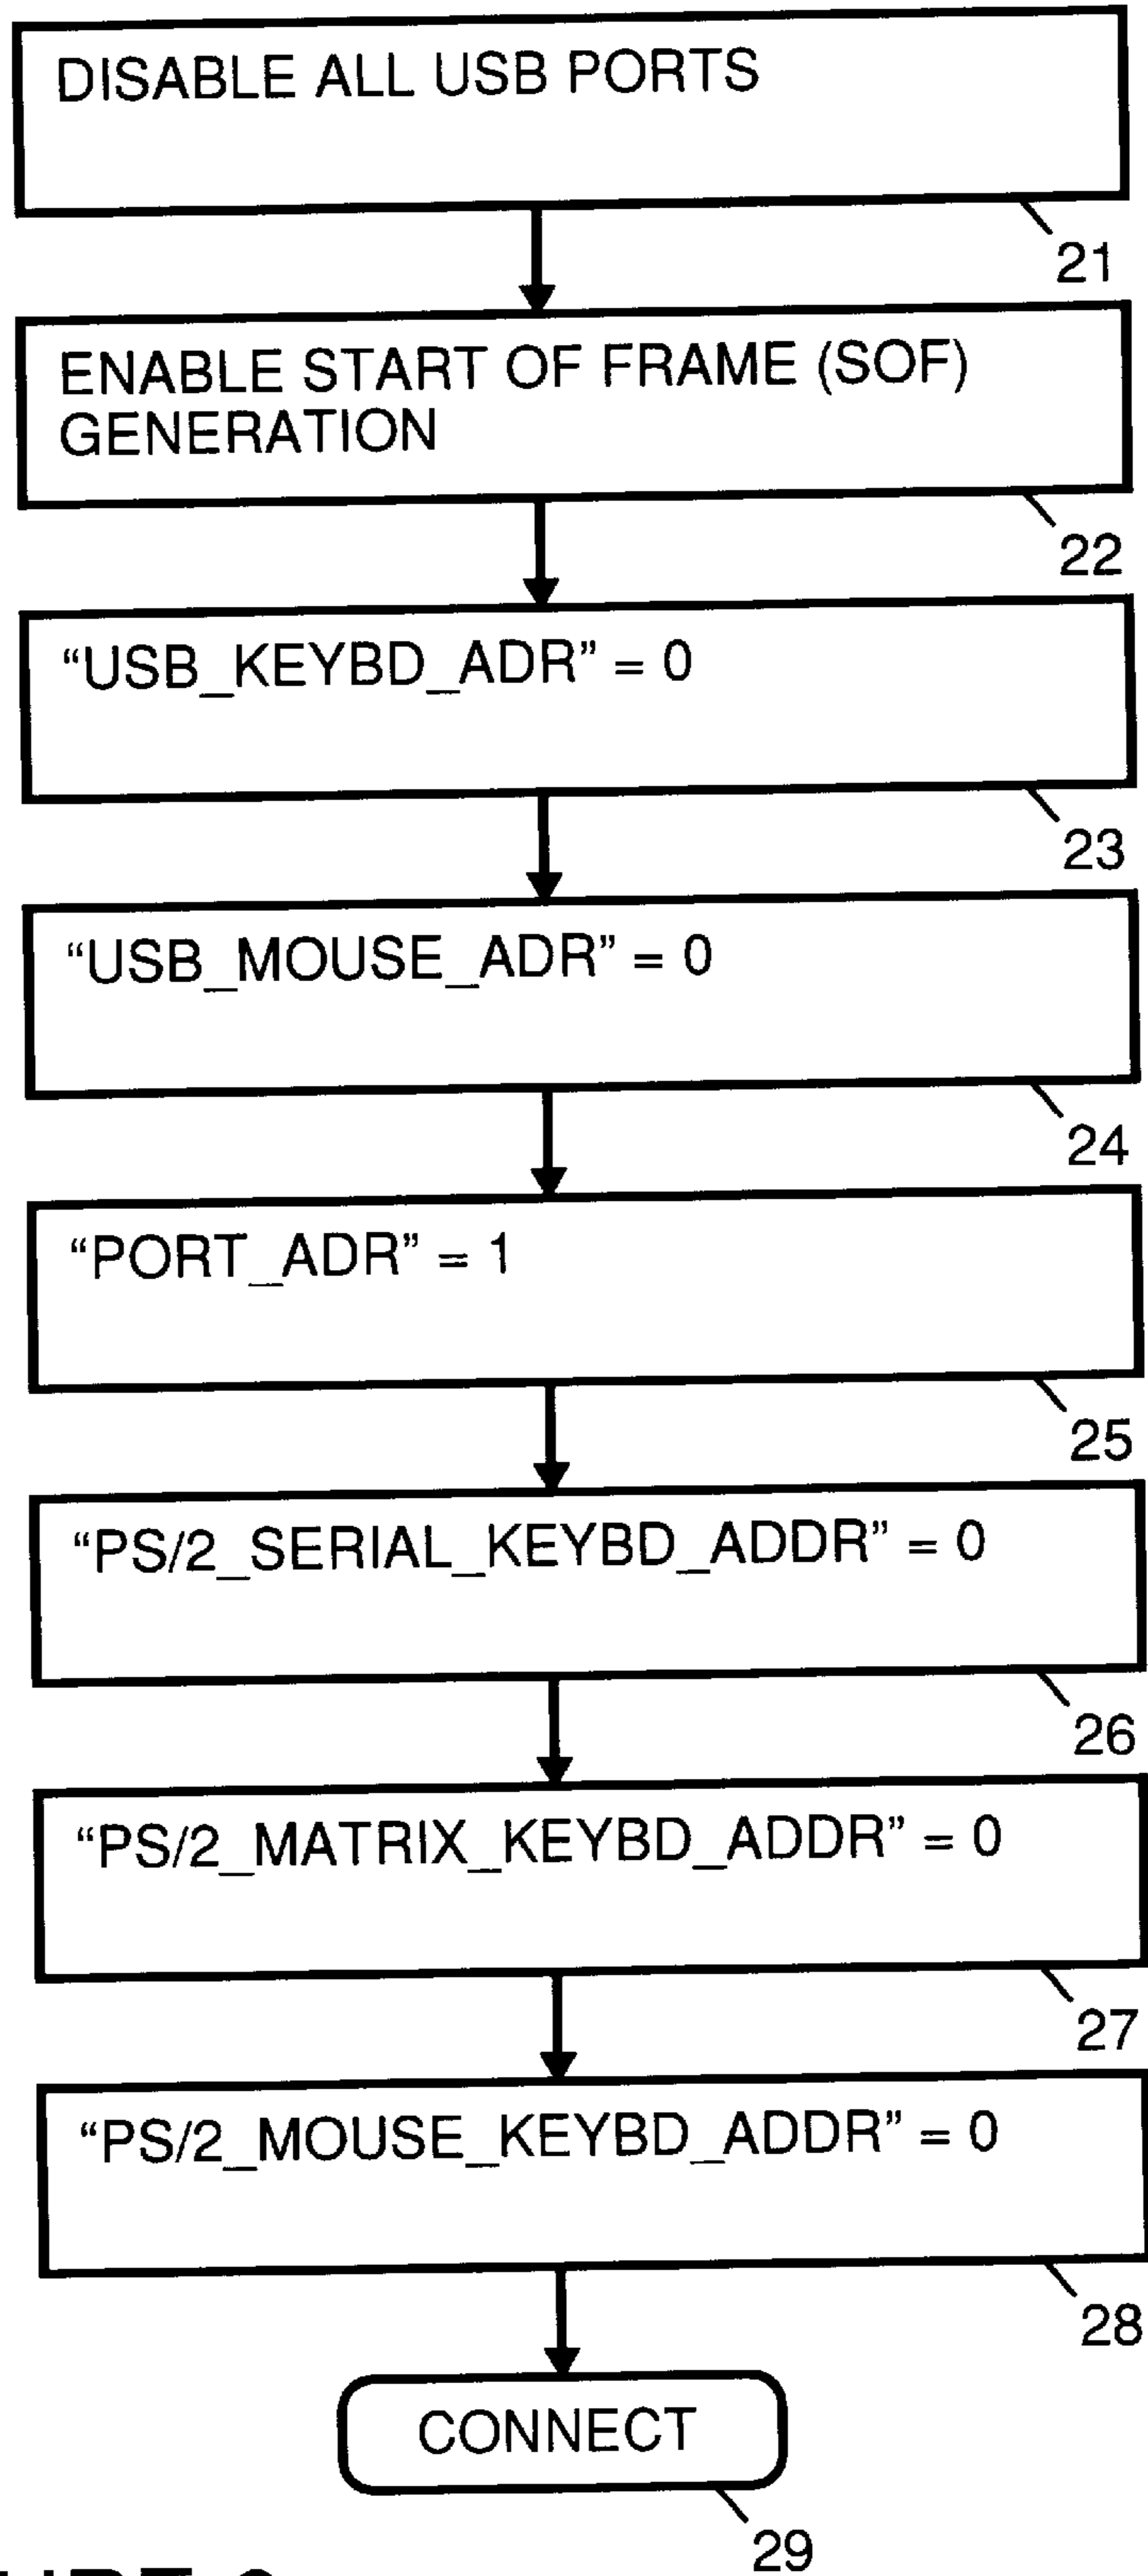 DISABLE ALL USB PORTS
21
ENABLE START OF FRAME (SOF)
GENERATION
22
“USB_KEYBD_ADR” = 0
23
“USB_MOUSE_ADR” = 0
24
“PORT_ADR” = 1
25
“PS/2_SERIAL_KEYBD_ADDR” = 0
26
“PS/2_MATRIX_KEYBD_ADDR” = 0
27
“PS/2_MOUSE_KEYBD_ADDR” = 0
28
CONNECT
29